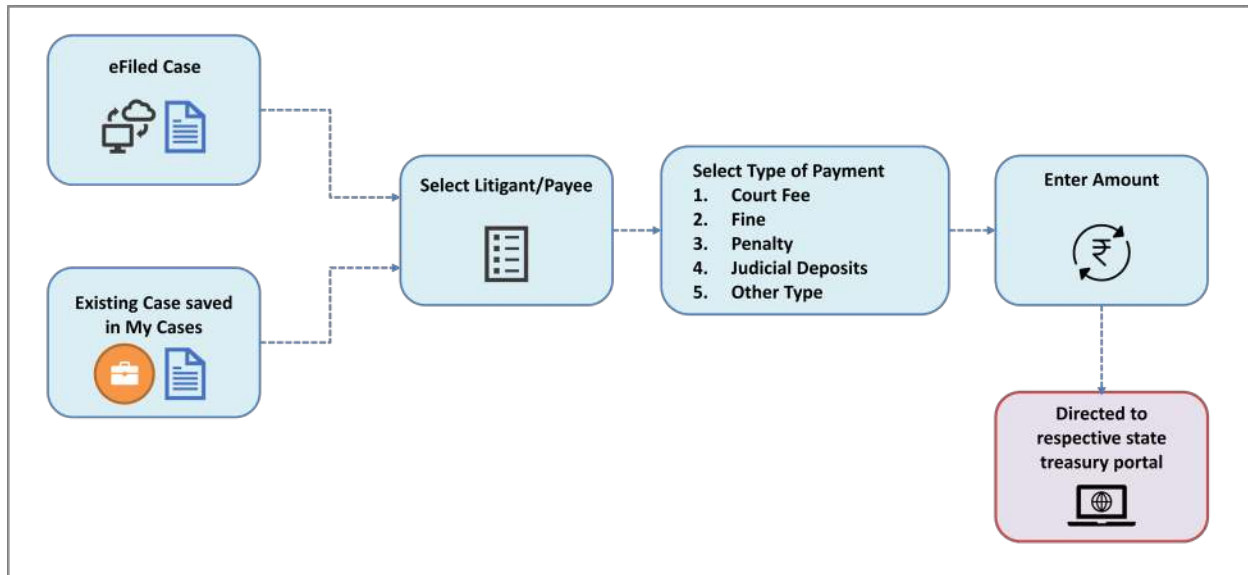 eFiled Case
Existing Case saved
in My Cases
Select Litigant/Payee
Select Type of Payment
1. Court Fee
2. Fine
3. Penalty
4. Judicial Deposits
5. Other Type
Enter Amount
₹
Directed to
respective state
treasury portal